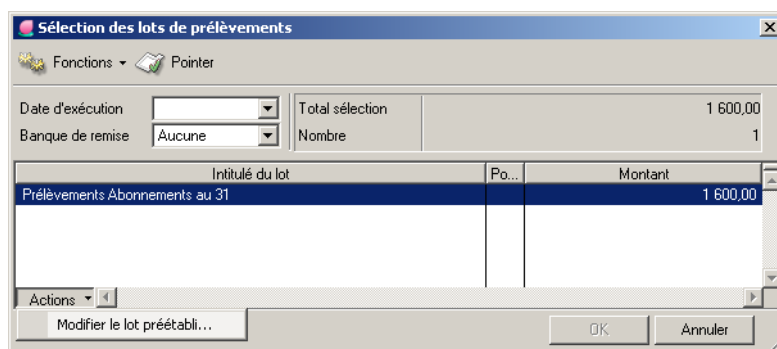 Sélection des lots de prélèvements
Fonctions Pointer
Date d'exécution Total sélection 1 600,00
Banque de remise Aucune Nombre 1
Intitulé du lot Po... Montant
Prélèvements Abonnements au 31 1 600,00
Actions
Modifier le lot préétabli... OK Annuler